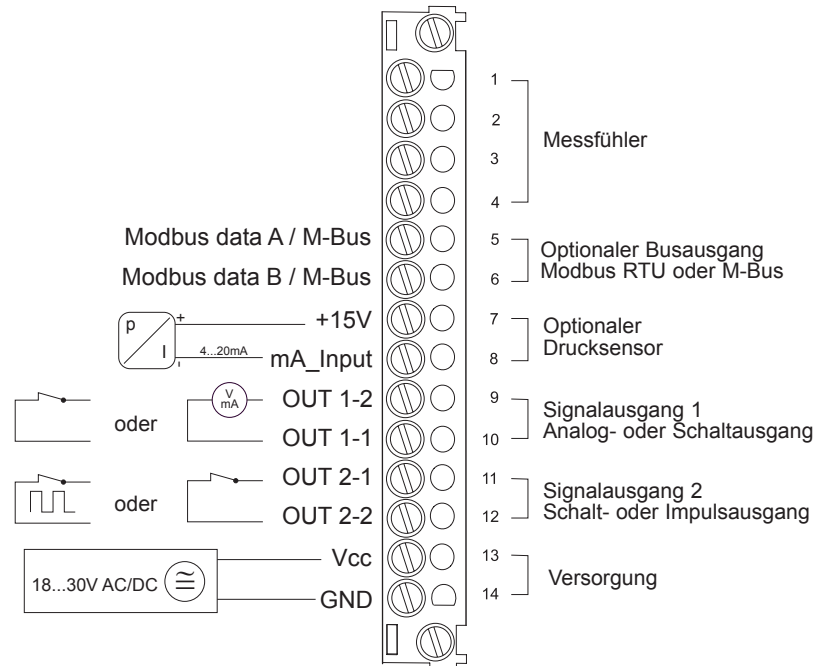 1
2
Messfühler
3
4
Modbus data A / M-Bus
5
Optionaler Busausgang
Modbus data B / M-Bus
6
Modbus RTU oder M-Bus
p
+
+15V
7
Optionaler
I
-
4...20mA
mA_Input
8
Drucksensor
oder
V
mA
OUT 1-2
9
Signalausgang 1
OUT 1-1
10
Analog- oder Schaltausgang
oder
OUT 2-1
11
Signalausgang 2
OUT 2-2
12
Schalt- oder Impulsausgang
18...30V AC/DC
Vcc
13
Versorgung
GND
14